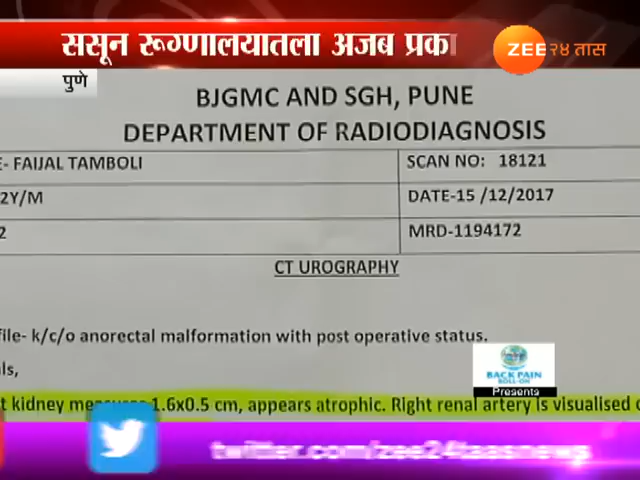 ससून रूग्णालयातला अजब प्रका
ZEE २४ तास
पुणे
BJGMC AND SGH, PUNE
DEPARTMENT OF RADIODIAGNOSIS
E- FAIJAL TAMBOLI
SCAN NO: 18121
2Y/M
DATE-15 /12/2017
2
MRD-1194172
CT UROGRAPHY
file- k/c/o anorectal malformation with post operative status.
ls,
BACK PAIN
ROLL-ON
Presents
t kidney measures 1.6x0.5 cm, appears atrophic. Right renal artery is visualised
twitter.com/zee24taasnews